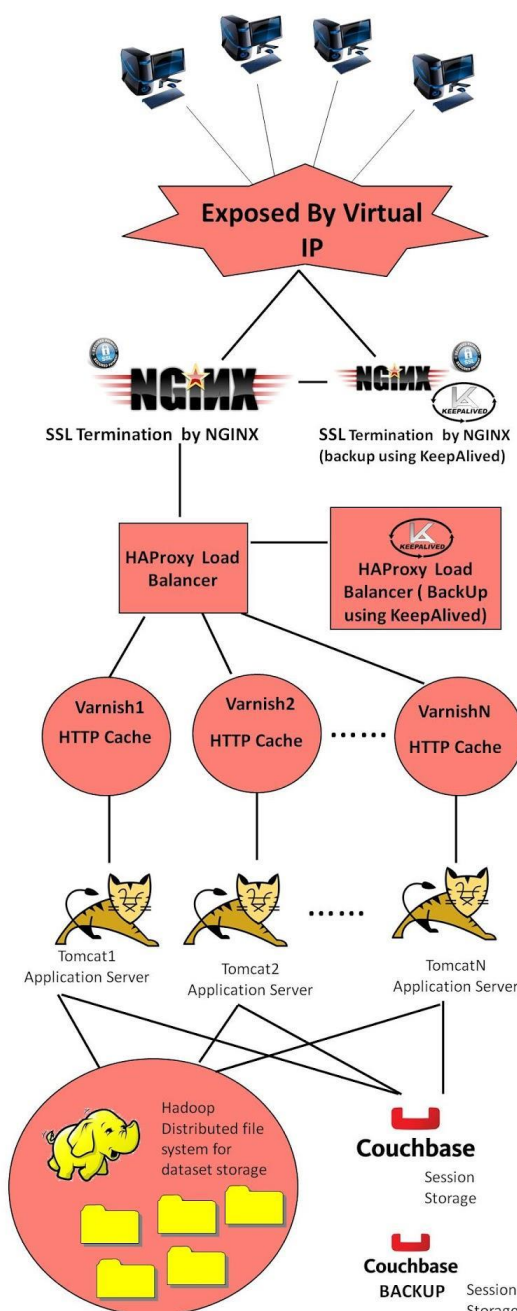 Exposed By Virtual
IP
NGINX
NGINX
KEEPALIVED
SSL Termination by NGINX
SSL Termination by NGINX
(backup using KeepAlived)
HAProxy Load
Balancer
KEEPALIVED
HAProxy Load
Balancer ( BackUp
using KeepAlived)
Varnish1
HTTP Cache
Varnish2
HTTP Cache
......
VarnishN
HTTP Cache
Tomcat1
Application Server
Tomcat2
Application Server
......
TomcatN
Application Server
Hadoop
Distributed file
system for
dataset storage
Couchbase
Session
Storage
Couchbase
BACKUP
Session
Storage